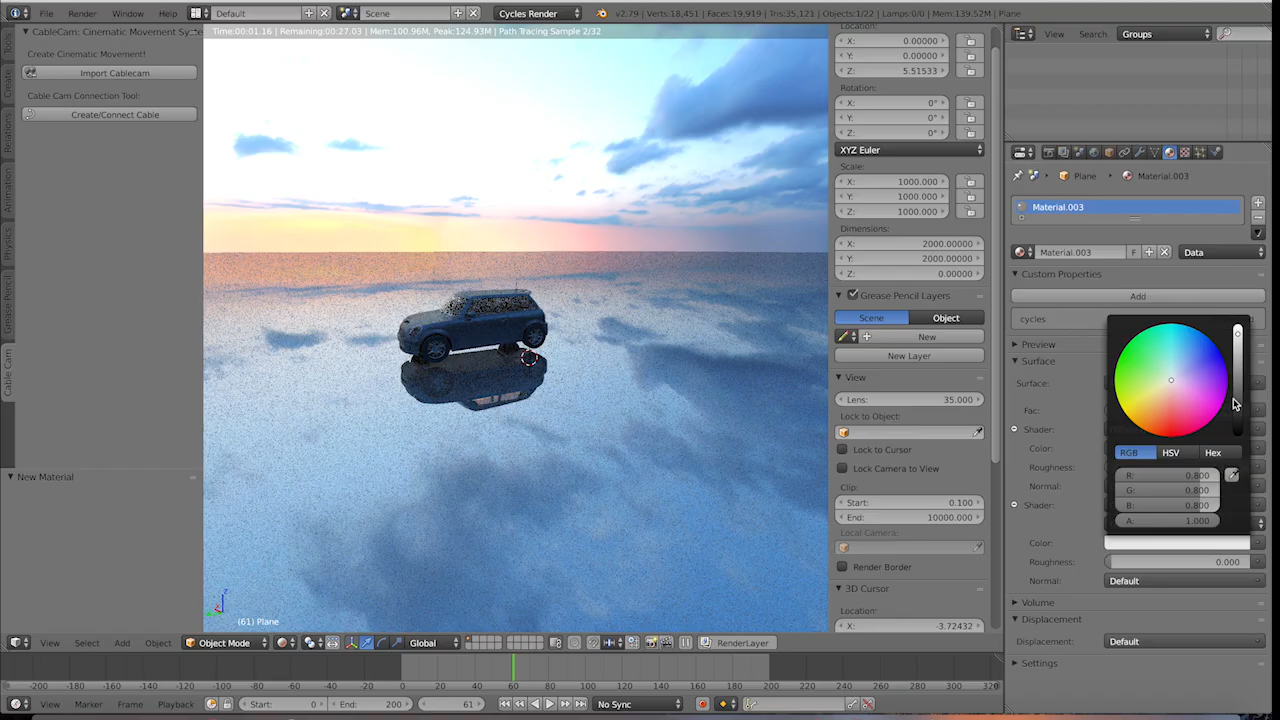 File Render Window Help Default Scene Cycles Render v2.79 | Verts:18,451 | Faces:19,919 | Tris:35,121 | Objects:1/22 | Lamps:0/0 | Mem:139.52M | Plane
Time:00:01.16 | Remaining:00:27.03 | Mem:100.96M, Peak:124.93M | Path Tracing Sample 2/32
Tools
Create
Relations
Animation
Physics
Grease Pencil
Cable Cam
CableCam: Cinematic Movement Syste
Create Cinematic Movement!
Import Cablecam
Cable Cam Connection Tool:
Create/Connect Cable
New Material
(61) Plane
Location:
X: 0.00000
Y: 0.00000
Z: 5.51533
Rotation:
X: 0°
Y: 0°
Z: 0°
XYZ Euler
Scale:
X: 1000.000
Y: 1000.000
Z: 1000.000
Dimensions:
X: 2000.00000
Y: 2000.00000
Z: 0.00000
Grease Pencil Layers
Scene Object
New
New Layer
View
Lens: 35.000
Lock to Object:
Lock to Cursor
Lock Camera to View
Clip:
Start: 0.100
End: 10000.000
Local Camera:
Render Border
3D Cursor
Location:
X: -3.72432
View Search Groups
Plane Material.003
Material.003
Material.003 F Data
Custom Properties
Add
cycles
Preview
Surface
Surface:
Fac:
Shader:
Color:
Roughness:
Normal:
Shader:
RGB HSV Hex
R: 0.800
G: 0.800
B: 0.800
A: 1.000
Color:
Roughness: 0.000
Normal: Default
Volume
Displacement
Displacement: Default
Settings
View Select Add Object Object Mode Global RenderLayer
-200 -180 -160 -140 -120 -100 -80 -60 -40 -20 0 20 40 60 80 100 120 140 160 180 200 220 240 260 280 300 320
View Marker Frame Playback Start: 0 End: 200 61 No Sync